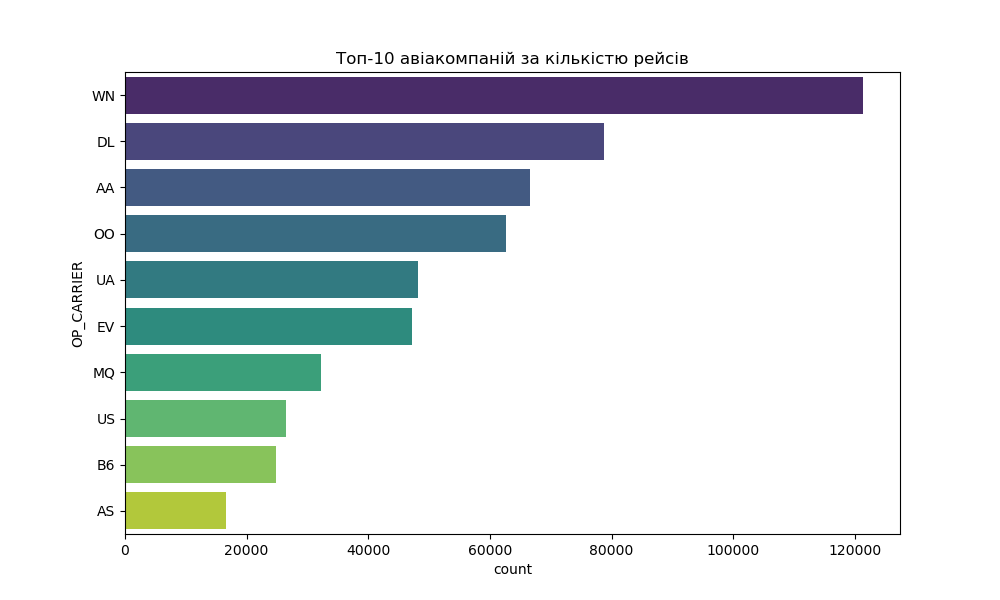 Топ-10 авіакомпаній за кількістю рейсів
OP_CARRIER
WN
DL
AA
OO
UA
EV
MQ
US
B6
AS
0 20000 40000 60000 80000 100000 120000
count